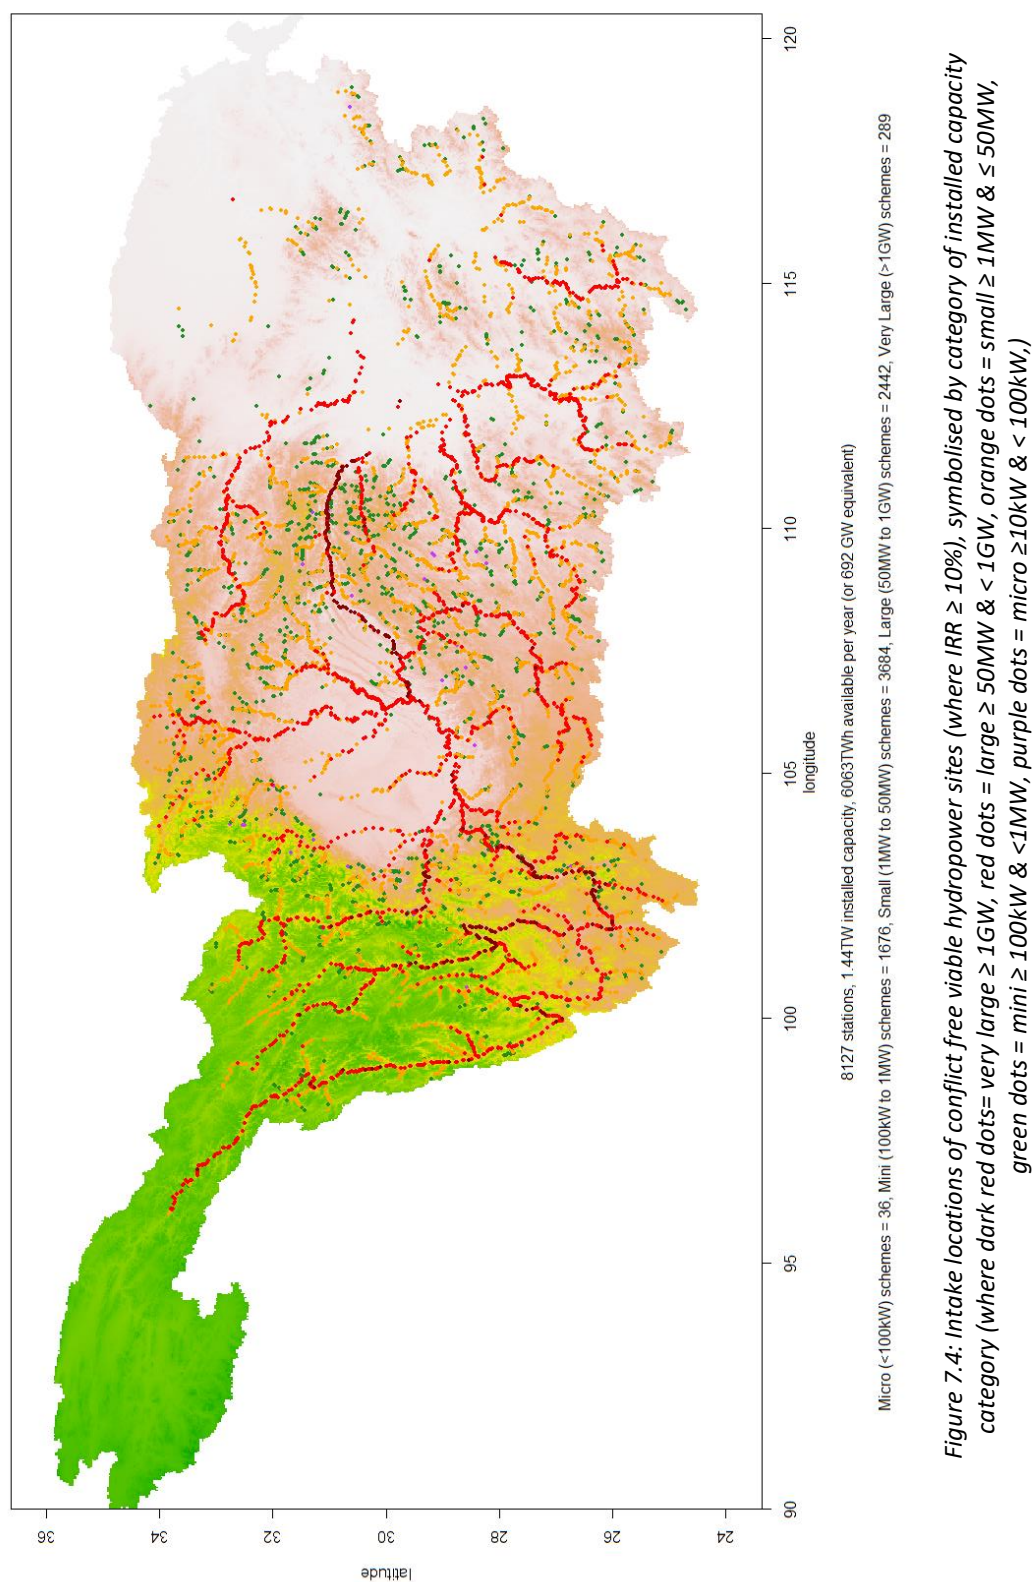 36
34
32
30
28
26
24
latitude
90
95
100
105
110
115
120
longitude
8127 stations, 1.44TW installed capacity, 6063TWh available per year (or 692 GW equivalent)
Micro (<100kW) schemes = 36, Mini (100kW to 1MW) schemes = 1676, Small (1MW to 50MW) schemes = 3684, Large (50MW to 1GW) schemes = 2442, Very Large (>1GW) schemes = 289
Figure 7.4: Intake locations of conflict free viable hydropower sites (where IRR ≥ 10%), symbolised by category of installed capacity
category (where dark red dots= very large ≥ 1GW, red dots = large ≥ 50MW & < 1GW, orange dots = small ≥ 1MW & ≤ 50MW,
green dots = mini ≥ 100kW & <1MW, purple dots = micro ≥10kW & < 100kW,)